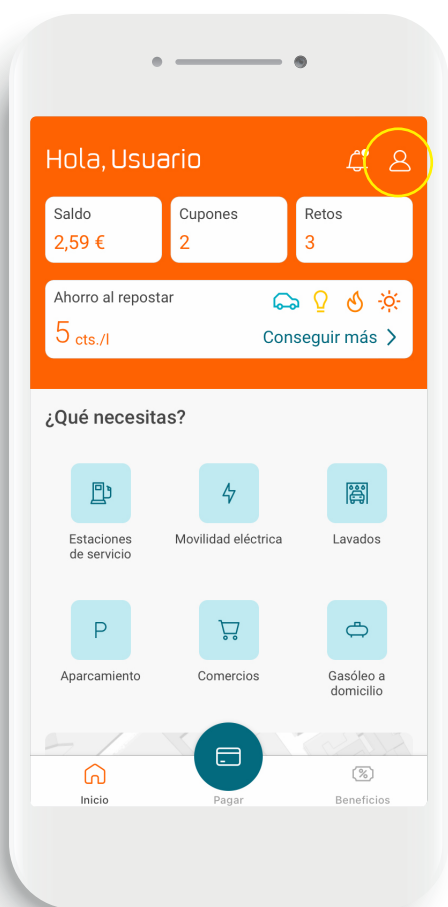 Hola, Usuario
Saldo
2,59 €
Cupones
2
Retos
3
Ahorro al repostar
5 cts./l
Conseguir más
¿Qué necesitas?
Estaciones
de servicio
Movilidad eléctrica
Lavados
P
Aparcamiento
Comercios
Gasóleo a
domicilio
Inicio
Pagar
%
Beneficios